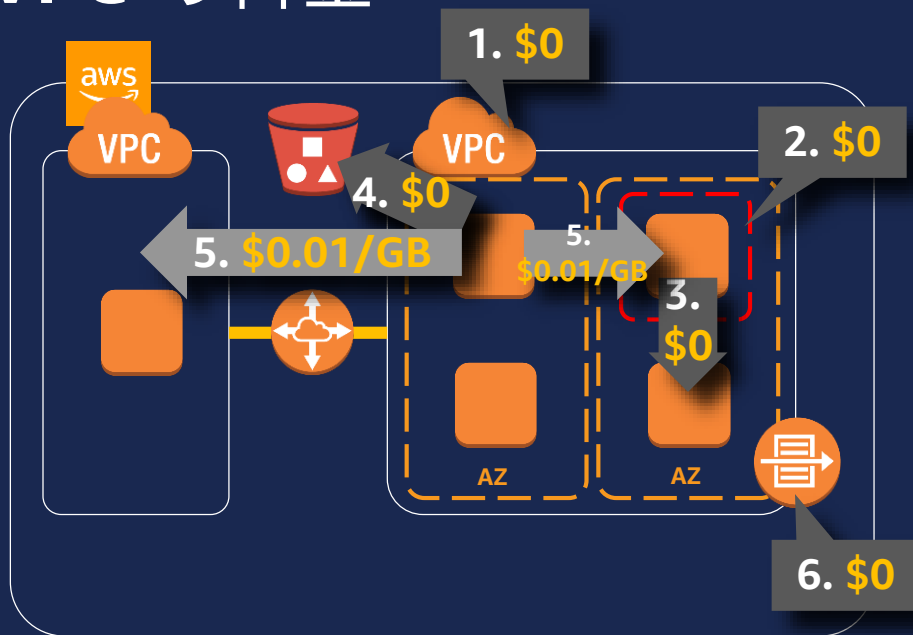 1. $0
aws
VPC
VPC
2. $0
4. $0
5. $0.01/GB
5.
$0.01/GB
3.
$0
AZ
AZ
6. $0